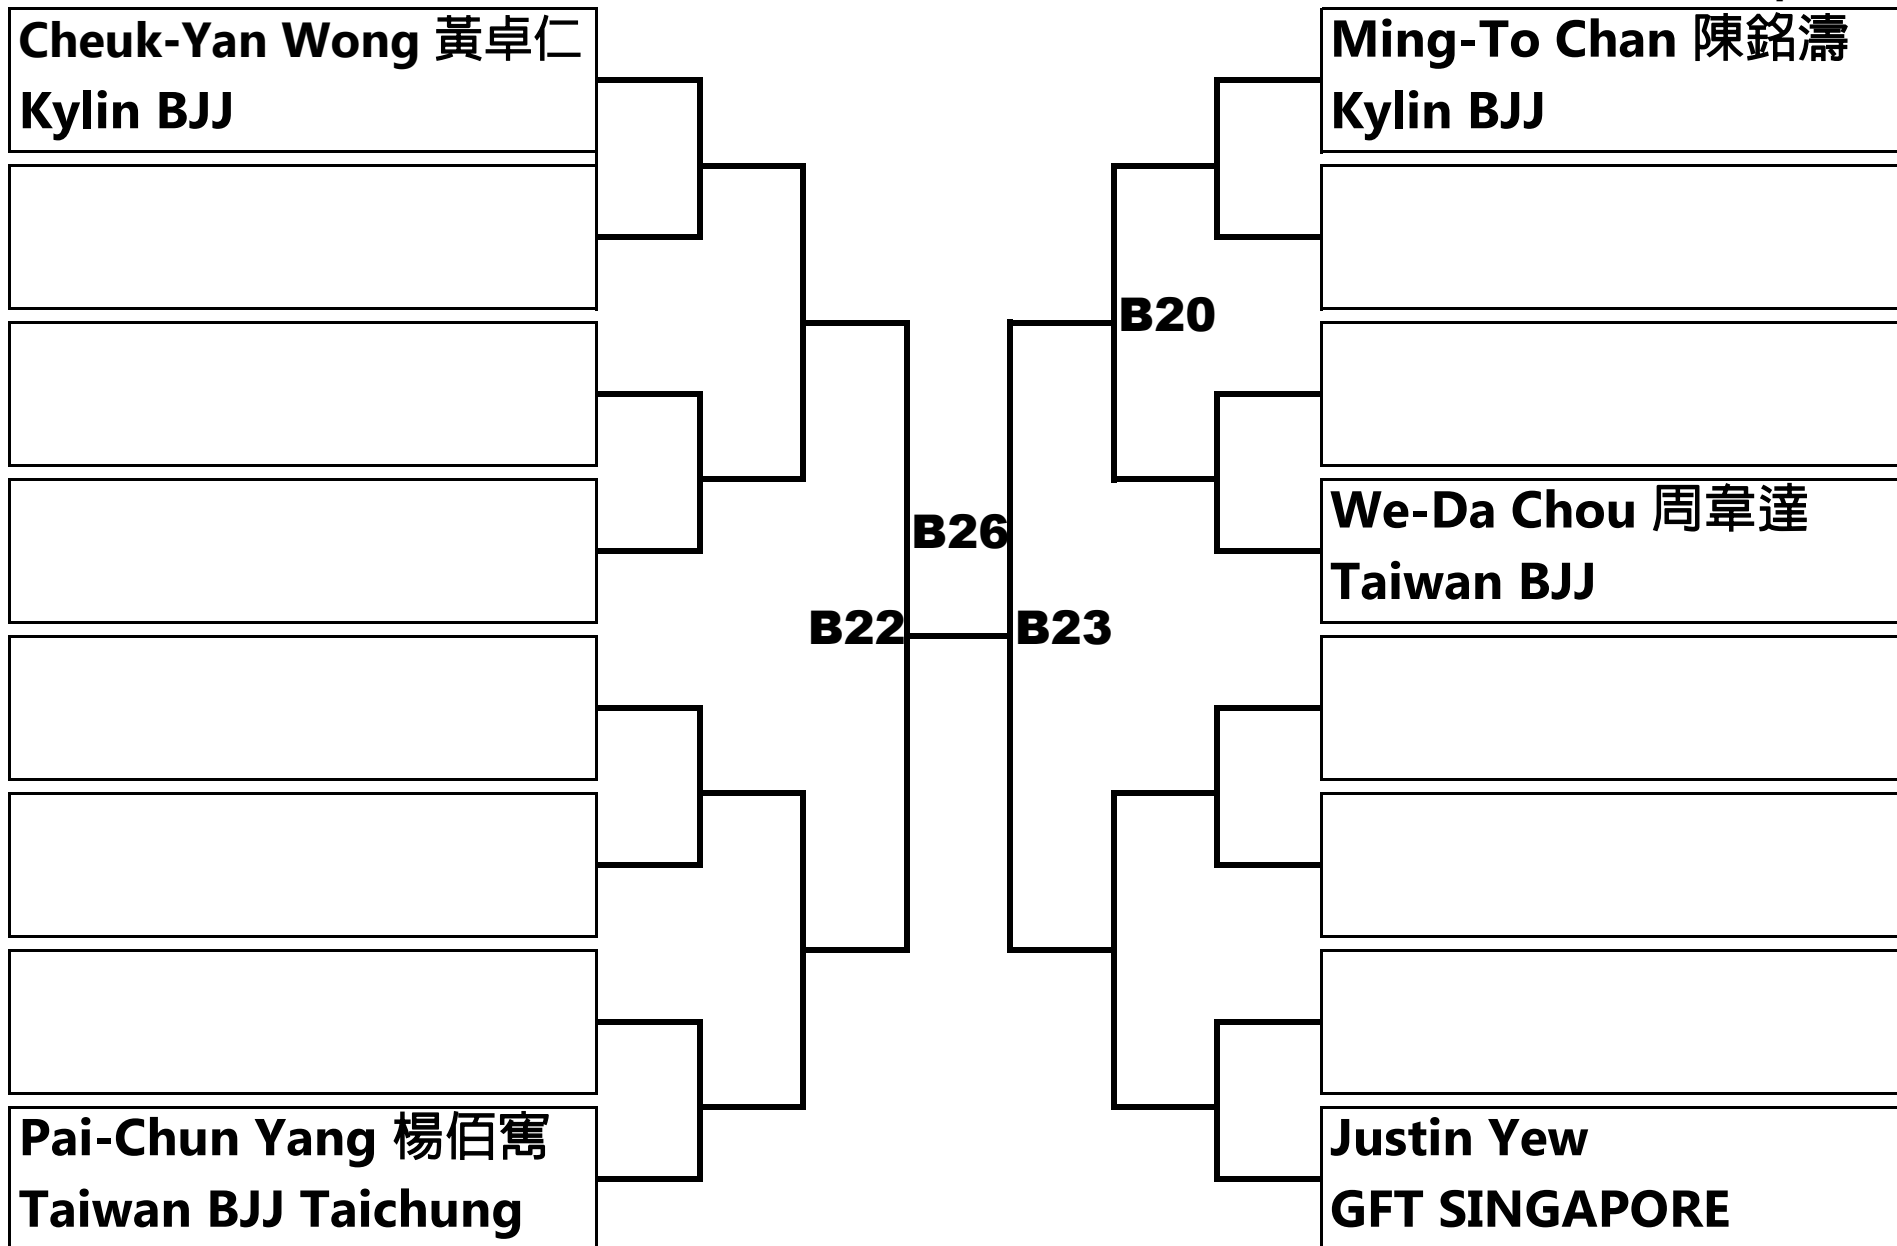 Cheuk-Yan Wong 黃卓仁
Kylin BJJ
Ming-To Chan 陳銘濤
Kylin BJJ
B20
We-Da Chou 周韋達
Taiwan BJJ
B26
B22
B23
Pai-Chun Yang 楊佰寯
Taiwan BJJ Taichung
Justin Yew
GFT SINGAPORE